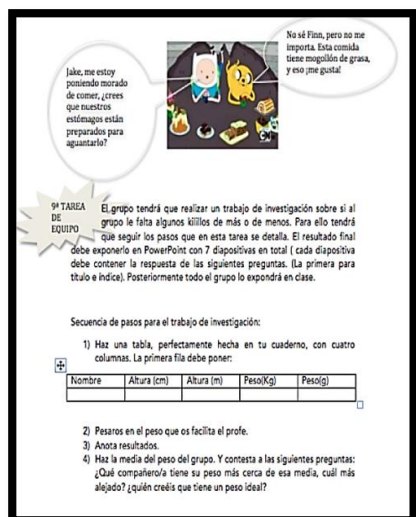 No sé Finn, pero no me
importa. Esta comida
tiene mogollón de grasa,
y eso ¡me gusta!
Jake, me estoy
poniendo morado
de comer, ¿crees
que nuestros
estómagos están
preparados para
aguantarlo?
CN
9ª TAREA
DE
EQUIPO
El grupo tendrá que realizar un trabajo de investigación sobre si al
grupo le falta algunos kiiillos de más o de menos. Para ello tendrá
que seguir los pasos que en esta tarea se detalla. El resultado final
debe exponerlo en PowerPoint con 7 diapositivas en total ( cada diapositiva
debe contener la respuesta de las siguientes preguntas. (La primera para
título e índice). Posteriormente todo el grupo lo expondrá en clase.
Secuencia de pasos para el trabajo de investigación:
1) Haz una tabla, perfectamente hecha en tu cuaderno, con cuatro
columnas. La primera fila debe poner:
Nombre Altura (cm) Altura (m) Peso(Kg) Peso(g)
2) Pesaros en el peso que os facilita el profe.
3) Anota resultados.
4) Haz la media del peso del grupo. Y contesta a las siguientes preguntas:
¿Qué compañero/a tiene su peso más cerca de esa media, cuál más
alejado? ¿quién creéis que tiene un peso ideal?